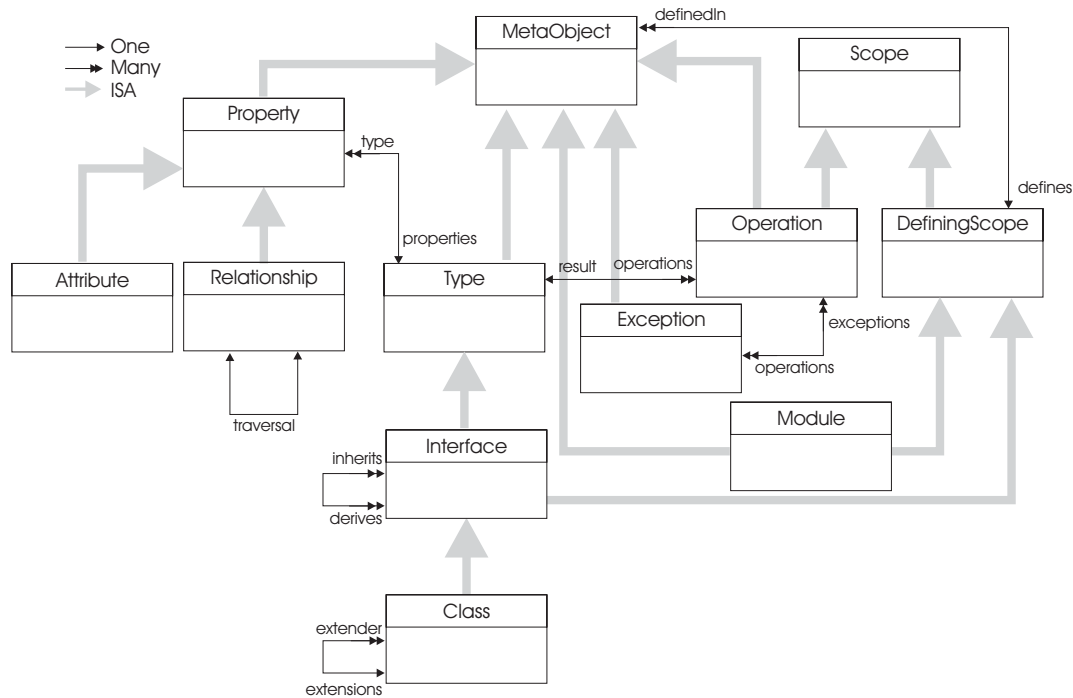 One
Many
ISA
MetaObject
definedIn
Scope
Property
type
defines
Operation
DefiningScope
properties
Attribute
Relationship
Type
result
operations
Exception
exceptions
operations
traversal
Module
Interface
inherits
derives
Class
extender
extensions